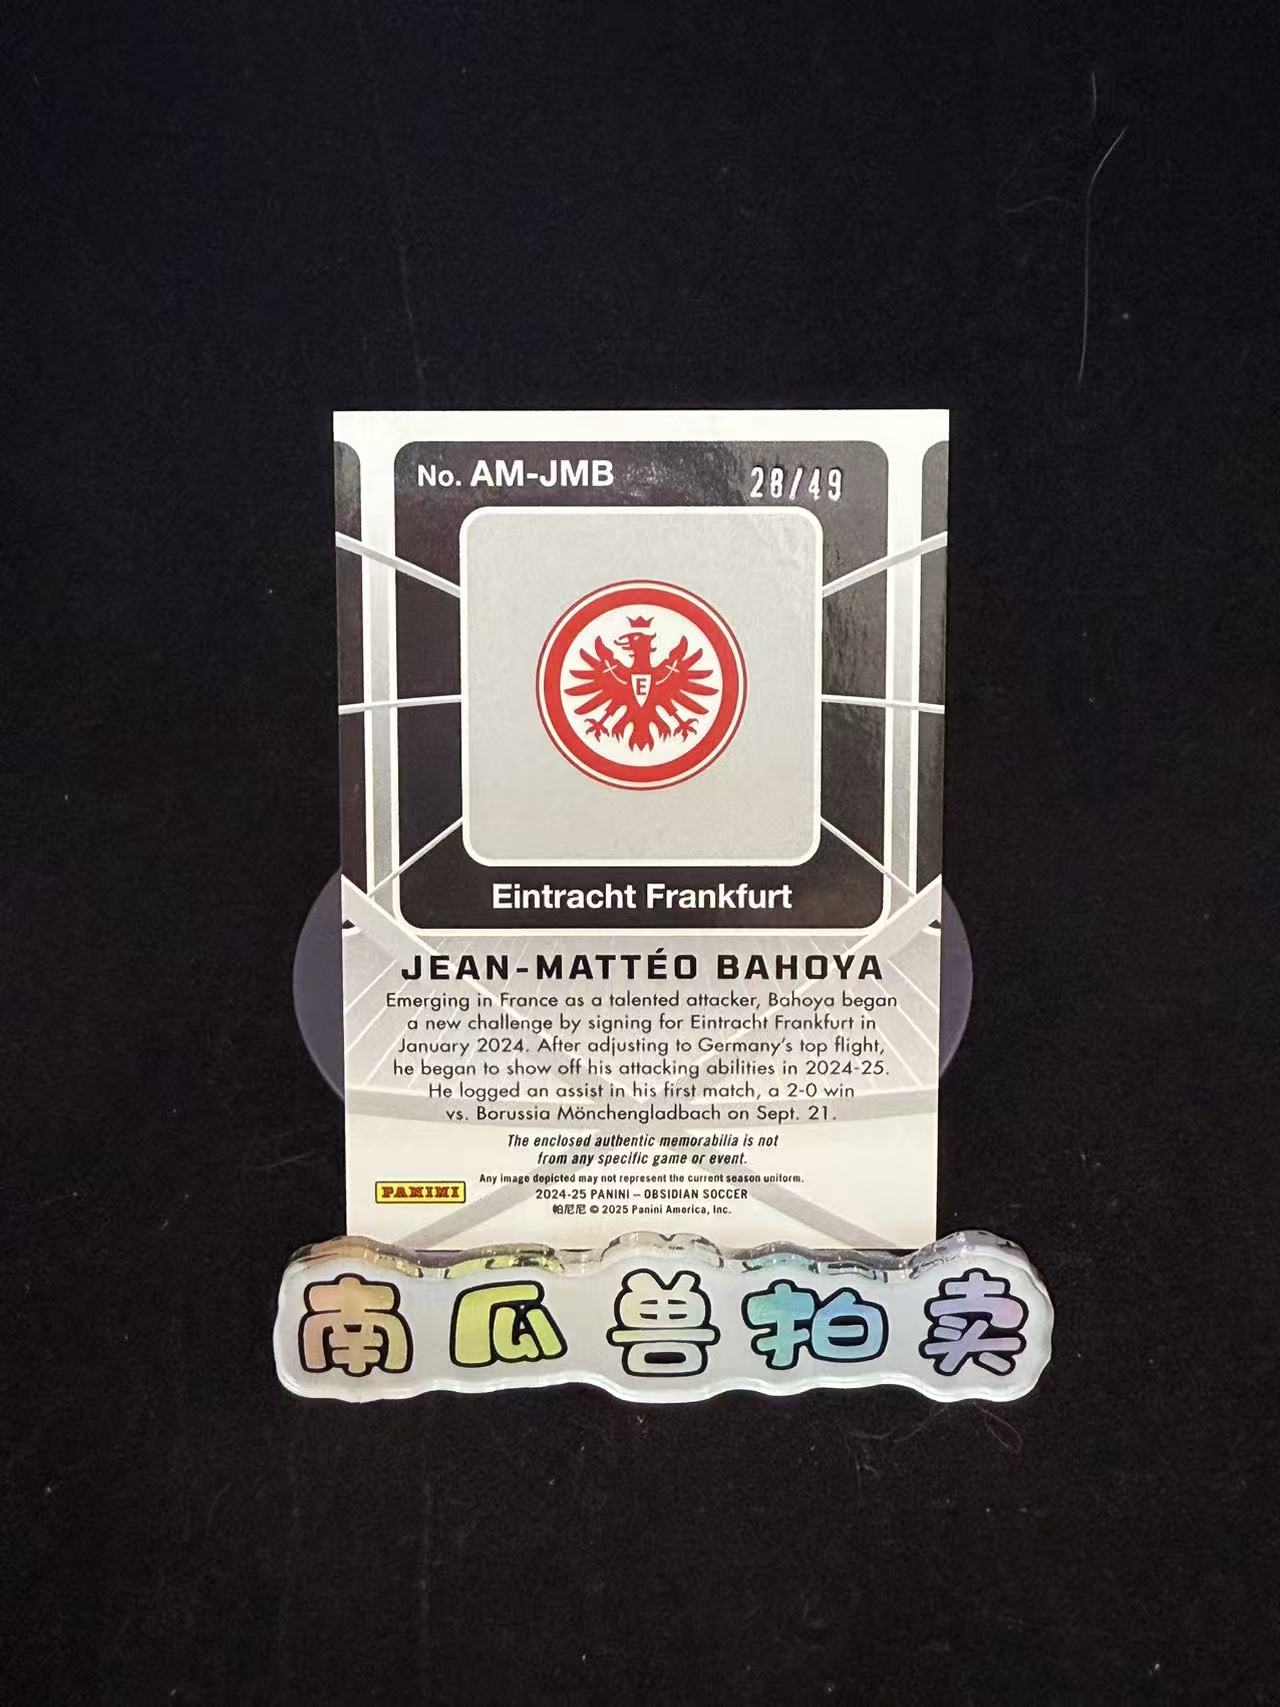 No. AM-JMB
28/49
E
Eintracht Frankfurt
JEAN-MATTÉO BAHOYA
Emerging in France as a talented attacker, Bahoya began
a new challenge by signing for Eintracht Frankfurt in
January 2024. After adjusting to Germany's top flight,
he began to show off his attacking abilities in 2024-25.
He logged an assist in his first match, a 2-0 win
vs. Borussia Mönchengladbach on Sept. 21.
The enclosed authentic memorabilia is not
from any specific game or event.
Any image depicted may not represent the current season uniform.
PANINI
2024-25 PANINI – OBSIDIAN SOCCER
帕尼尼 © 2025 Panini America, Inc.
南瓜兽拍卖